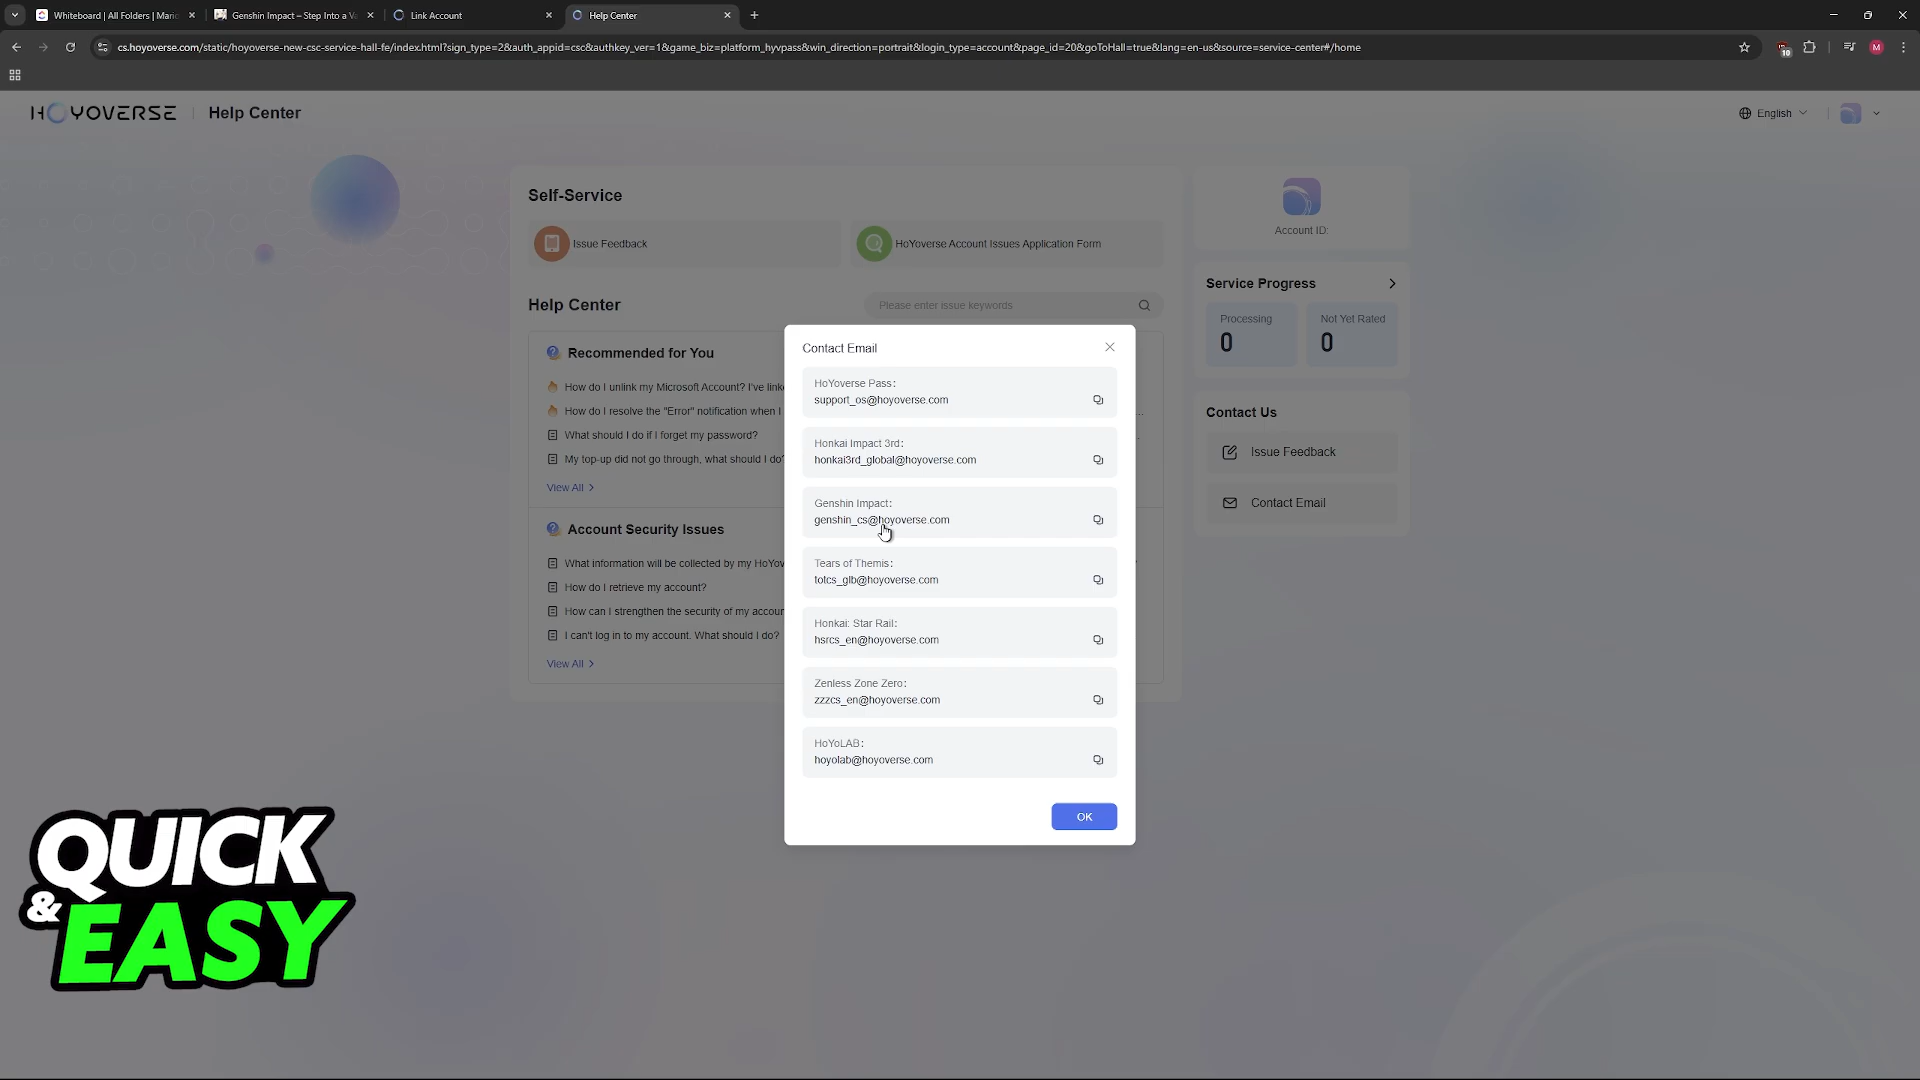 Whiteboard | All Folders | Maric
Genshin Impact – Step Into a Va
Link Account
Help Center
cs.hoyoverse.com/static/hoyoverse-new-csc-service-hall-fe/index.html?sign_type=2&auth_appid=csc&authkey_ver=1&game_biz=platform_hyvpass&win_direction=portrait&login_type=account&page_id=20&goToHall=true&lang=en-us&source=service-center#/home
10
M
HOYOVERSE
Help Center
English
Self-Service
Issue Feedback
HoYoverse Account Issues Application Form
Account ID:
Help Center
Please enter issue keywords
Service Progress
Processing
0
Not Yet Rated
0
Recommended for You
How do I unlink my Microsoft Account? I've link
How do I resolve the "Error" notification when I
What should I do if I forget my password?
My top-up did not go through, what should I do?
View All
Account Security Issues
What information will be collected by my HoYov
How do I retrieve my account?
How can I strengthen the security of my accour
I can't log in to my account. What should I do?
View All
Contact Us
Issue Feedback
Contact Email
Contact Email
HoYoverse Pass:
support_os@hoyoverse.com
Honkai Impact 3rd:
honkai3rd_global@hoyoverse.com
Genshin Impact:
genshin_cs@hoyoverse.com
Tears of Themis:
totcs_glb@hoyoverse.com
Honkai: Star Rail:
hsrcs_en@hoyoverse.com
Zenless Zone Zero:
zzzcs_en@hoyoverse.com
HoYoLAB:
hoyolab@hoyoverse.com
OK
QUICK
& EASY